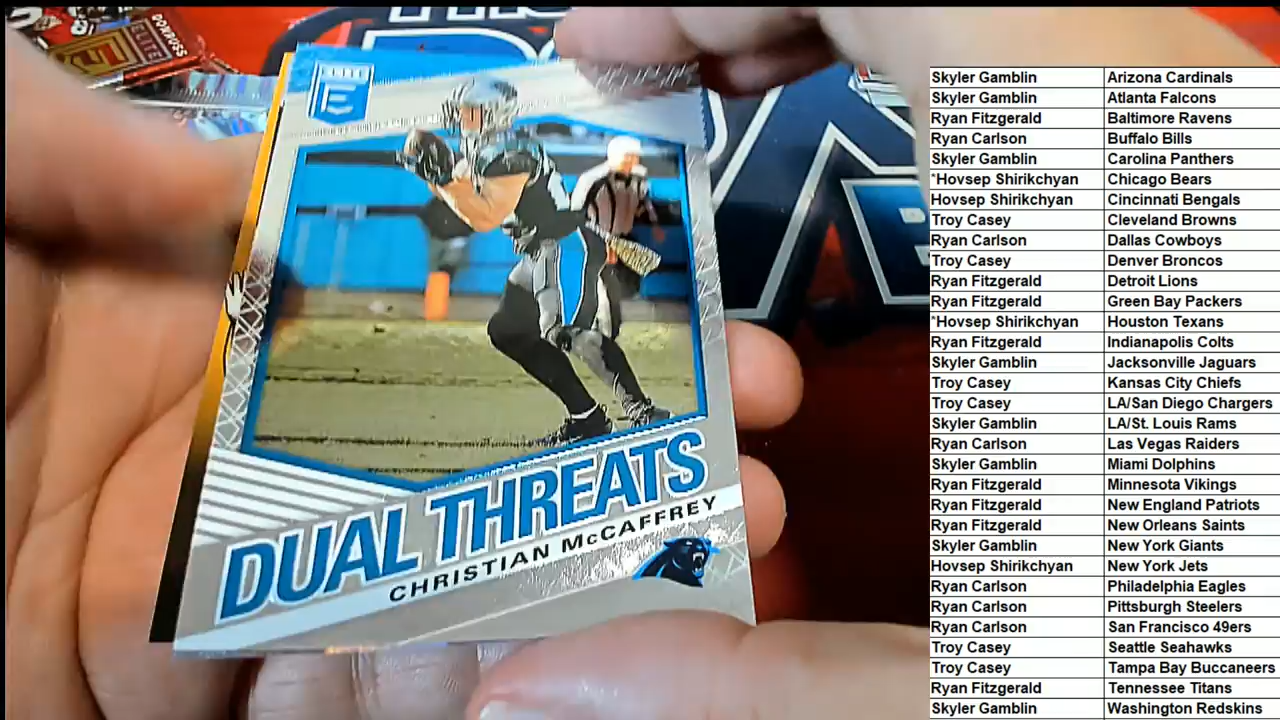 DONRUSS
ELITE
ELITE
E
DUAL THREATS
CHRISTIAN McCAFFREY
Skyler Gamblin Arizona Cardinals
Skyler Gamblin Atlanta Falcons
Ryan Fitzgerald Baltimore Ravens
Ryan Carlson Buffalo Bills
Skyler Gamblin Carolina Panthers
*Hovsep Shirikchyan Chicago Bears
Hovsep Shirikchyan Cincinnati Bengals
Troy Casey Cleveland Browns
Ryan Carlson Dallas Cowboys
Troy Casey Denver Broncos
Ryan Fitzgerald Detroit Lions
Ryan Fitzgerald Green Bay Packers
*Hovsep Shirikchyan Houston Texans
Ryan Fitzgerald Indianapolis Colts
Skyler Gamblin Jacksonville Jaguars
Troy Casey Kansas City Chiefs
Troy Casey LA/San Diego Chargers
Skyler Gamblin LA/St. Louis Rams
Ryan Carlson Las Vegas Raiders
Skyler Gamblin Miami Dolphins
Ryan Fitzgerald Minnesota Vikings
Ryan Fitzgerald New England Patriots
Ryan Fitzgerald New Orleans Saints
Skyler Gamblin New York Giants
Hovsep Shirikchyan New York Jets
Ryan Carlson Philadelphia Eagles
Ryan Carlson Pittsburgh Steelers
Ryan Carlson San Francisco 49ers
Troy Casey Seattle Seahawks
Troy Casey Tampa Bay Buccaneers
Ryan Fitzgerald Tennessee Titans
Skyler Gamblin Washington Redskins